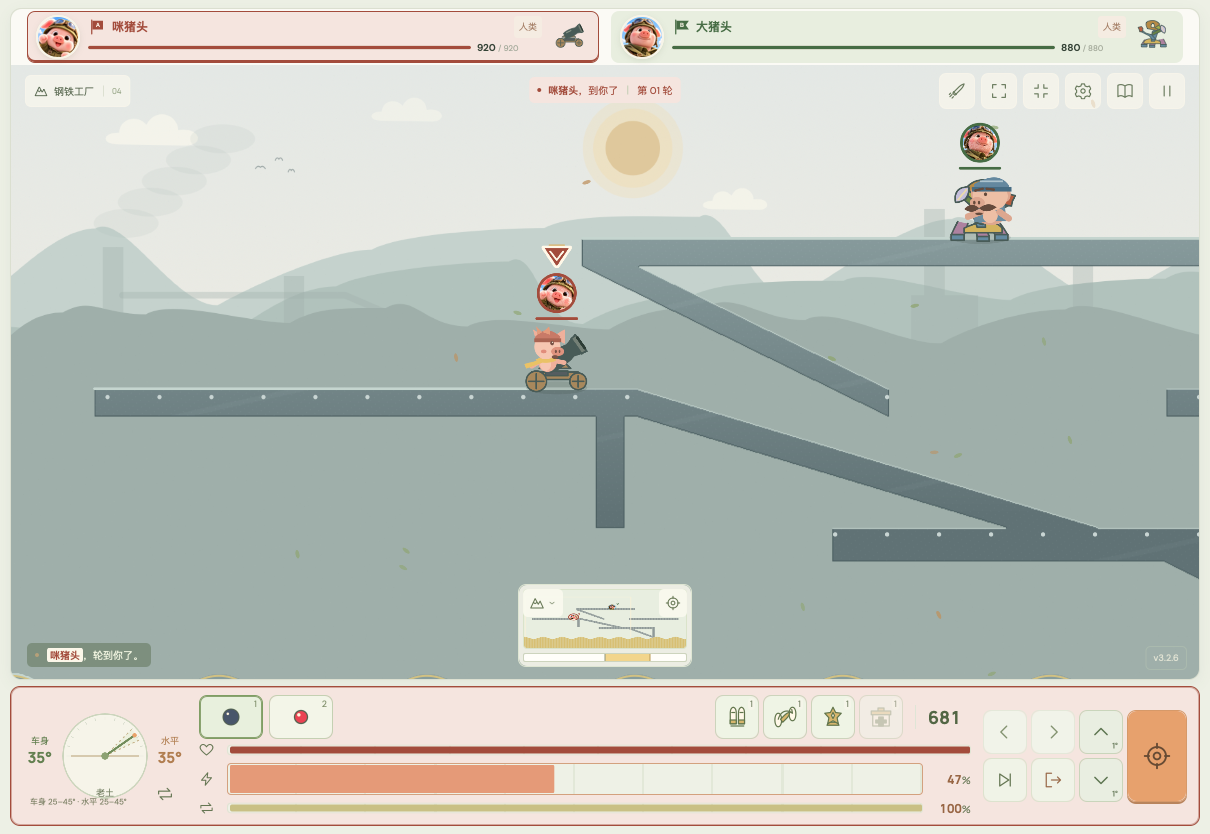 咪猪头
人类
920 / 920
大猪头
人类
880 / 880
钢铁工厂 04
咪猪头，到你了 第 01 轮
咪猪头，轮到你了。
v3.2.6
车身
35°
水平
35°
老土
车身 25–45° · 水平 25–45°
1
2
1
1
1
1
681
47%
100%
1°
1°